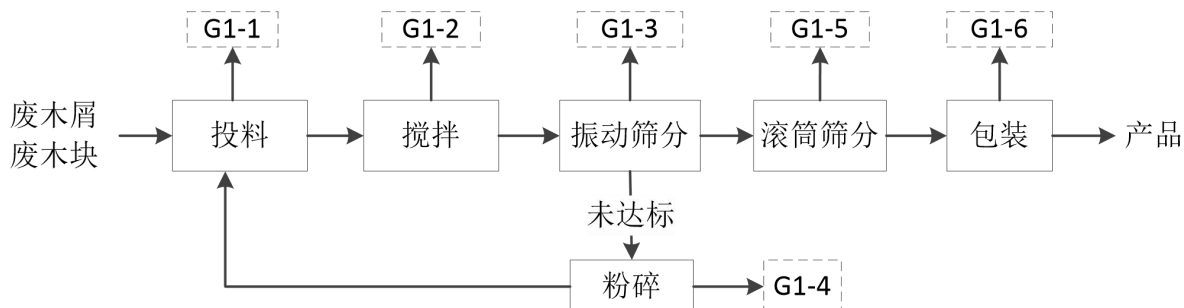 G1-1
G1-2
G1-3
G1-5
G1-6
废木屑
废木块
投料
搅拌
振动筛分
滚筒筛分
包装
产品
未达标
粉碎
G1-4